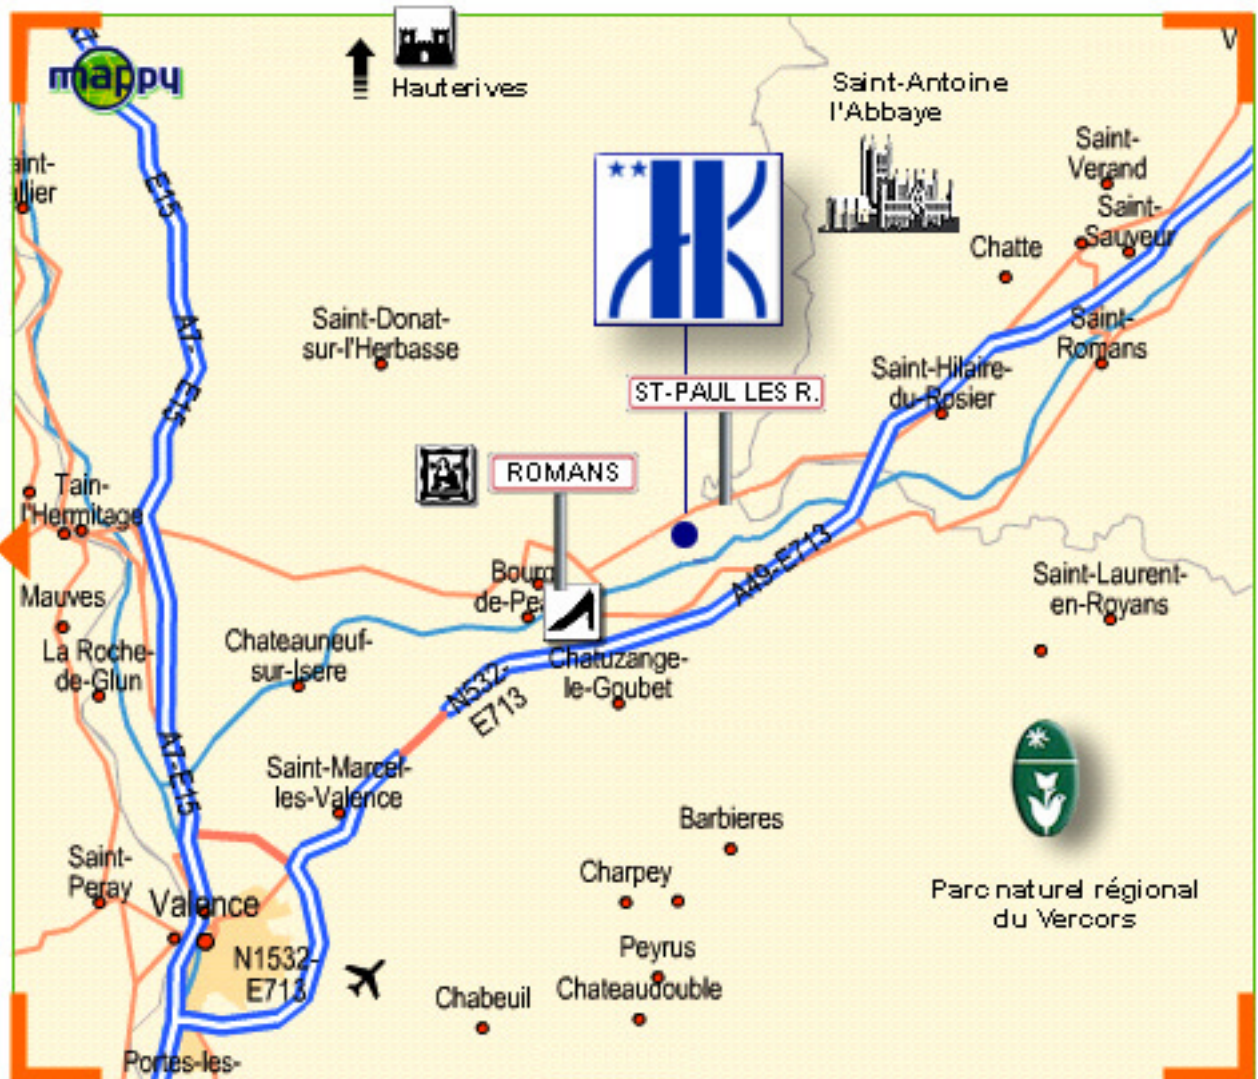 mappy
Hauterives
Saint-Antoine
l'Abbaye
Saint-
Verand
Saint-
Sauveur
Chatte
E15
A7-
E15
Saint-Donat-
sur-l'Herbasse
Saint-
Romans
Saint-Hilaire-
du-Rosier
ST-PAUL LES R.
ROMANS
Tain-
l'Hermitage
A49-E713
Mauves
Saint-Laurent-
en-Royans
La Roche-
de-Glun
Chateauneuf-
sur-Isere
Chatuzange-
le-Goubet
N532-
E713
A7-E15
Saint-Marcel-
les-Valence
Barbieres
Saint-
Peray
Charpey
Valence
Parc naturel régional
du Vercors
N1532-
E713
Peyrus
Chabeuil
Chateaudouble
Portes-les-